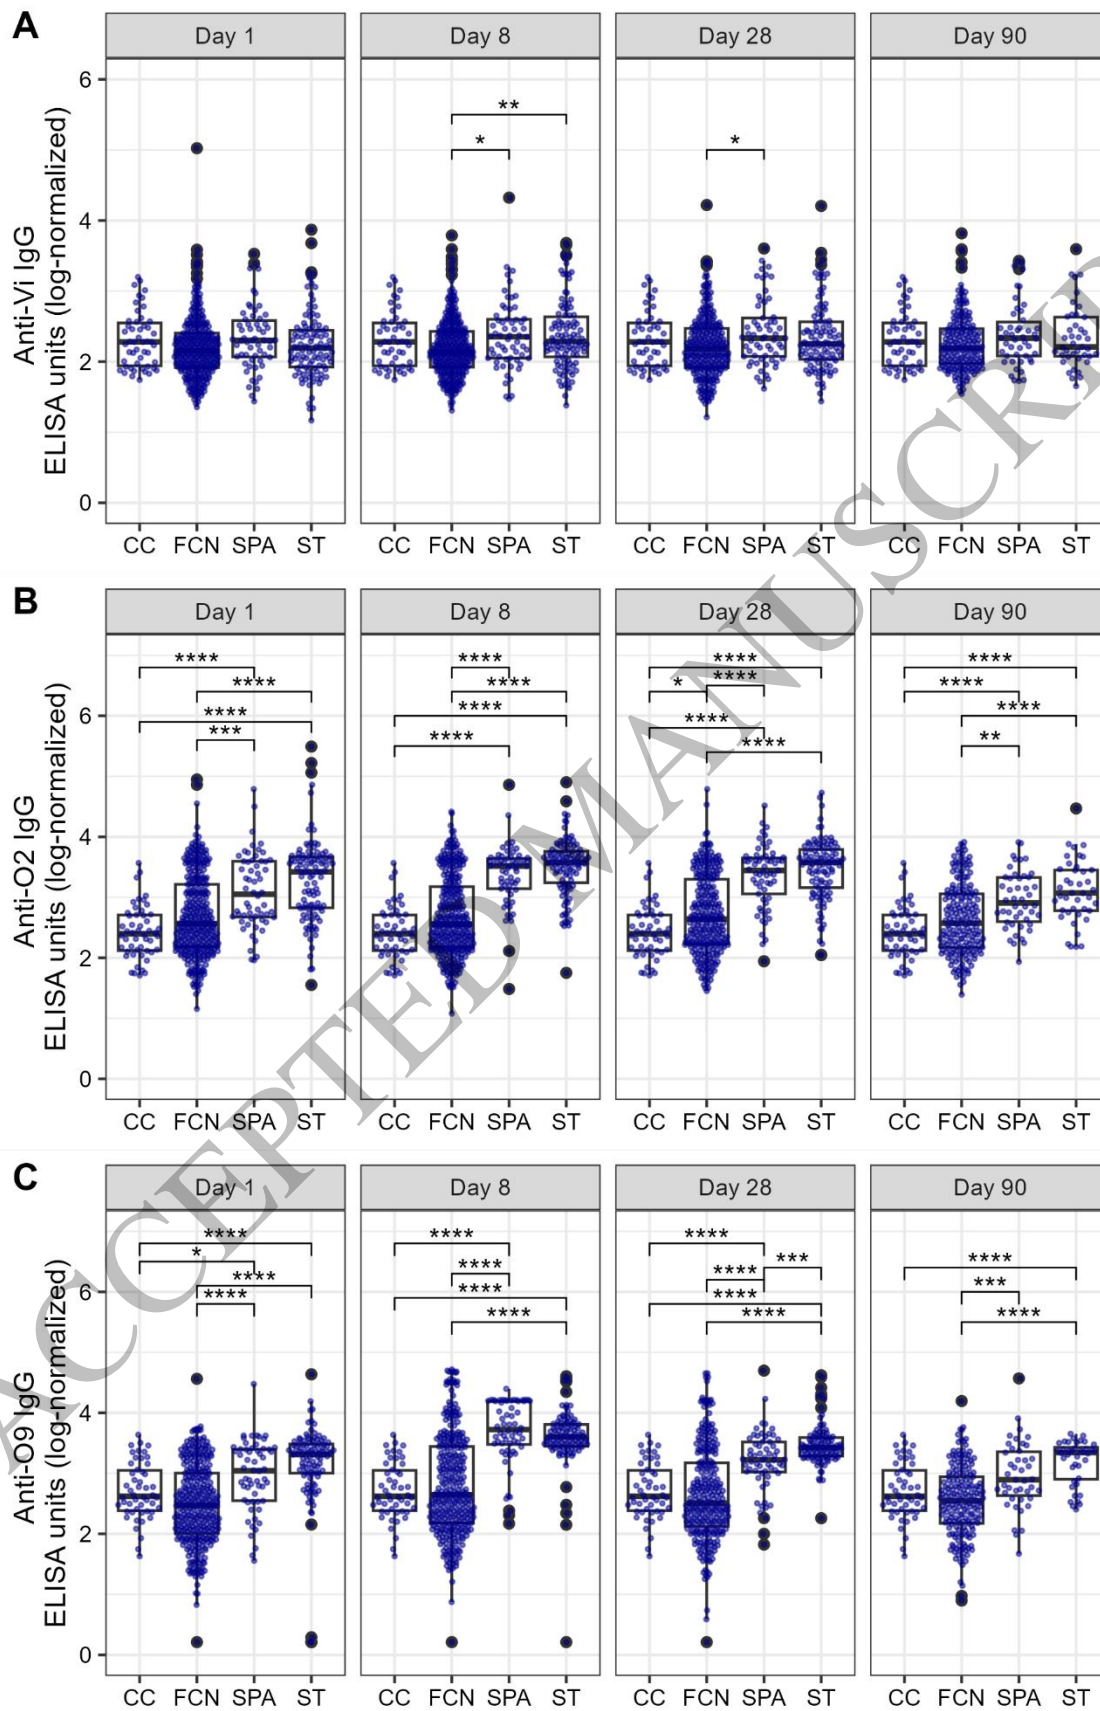 A
Day 1
Day 8
Day 28
Day 90
Anti-Vi IgG
ELISA units (log-normalized)
6
4
2
0
**
*
*
CC FCN SPA ST
CC FCN SPA ST
CC FCN SPA ST
CC FCN SPA ST
B
Day 1
Day 8
Day 28
Day 90
Anti-O2 IgG
ELISA units (log-normalized)
6
4
2
0
****
****
****
***
****
****
****
****
****
* ****
****
****
****
****
****
**
CC FCN SPA ST
CC FCN SPA ST
CC FCN SPA ST
CC FCN SPA ST
C
Day 1
Day 8
Day 28
Day 90
Anti-O9 IgG
ELISA units (log-normalized)
6
4
2
0
****
*
****
****
****
****
****
****
****
***
****
****
****
****
***
****
CC FCN SPA ST
CC FCN SPA ST
CC FCN SPA ST
CC FCN SPA ST
ACCEPTED MANUSCRI